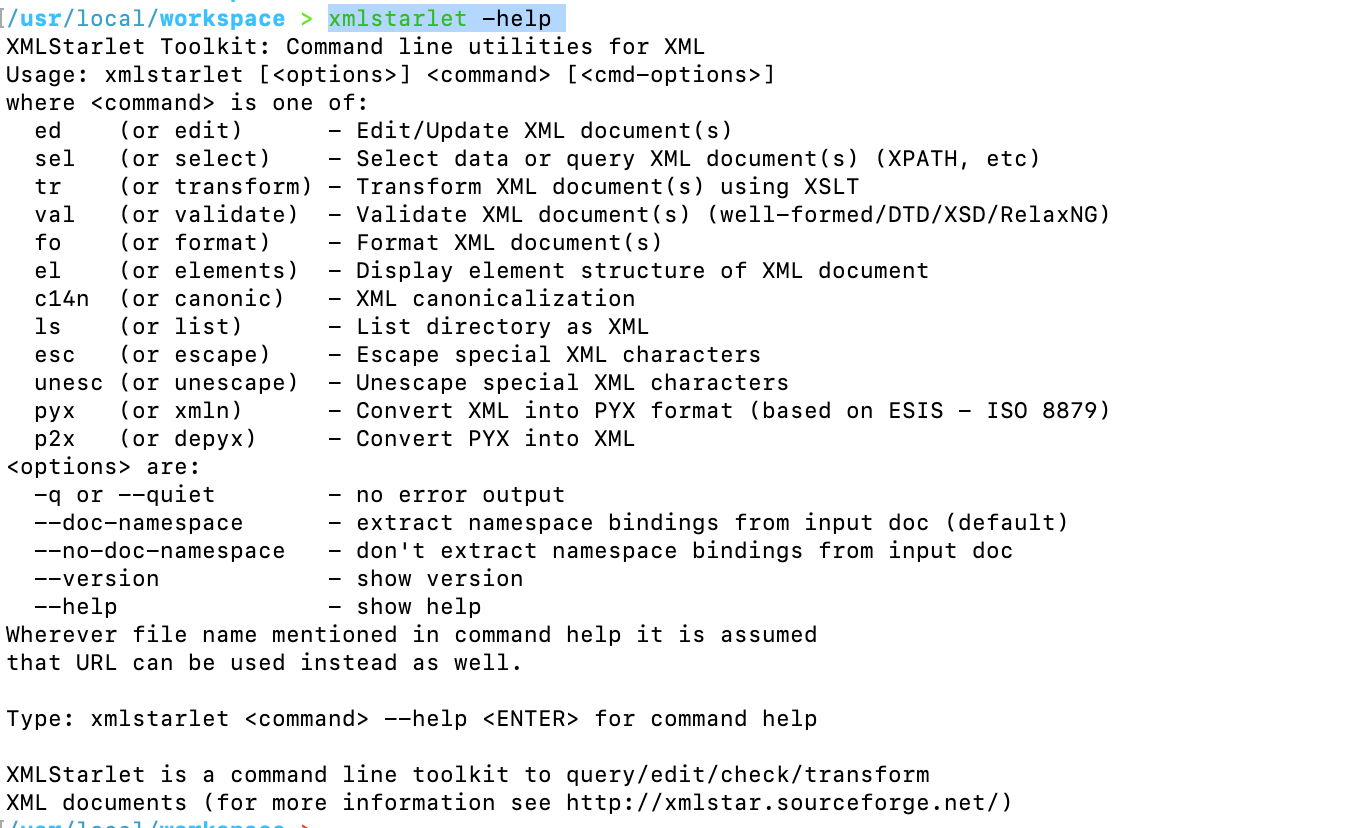 [/usr/local/workspace > xmlstarlet -help
XMLStarlet Toolkit: Command line utilities for XML
Usage: xmlstarlet [<options>] <command> [<cmd-options>]
where <command> is one of:
  ed    (or edit)      - Edit/Update XML document(s)
  sel   (or select)    - Select data or query XML document(s) (XPATH, etc)
  tr    (or transform) - Transform XML document(s) using XSLT
  val   (or validate)  - Validate XML document(s) (well-formed/DTD/XSD/RelaxNG)
  fo    (or format)    - Format XML document(s)
  el    (or elements)  - Display element structure of XML document
  c14n  (or canonic)   - XML canonicalization
  ls    (or list)      - List directory as XML
  esc   (or escape)    - Escape special XML characters
  unesc (or unescape)  - Unescape special XML characters
  pyx   (or xmln)      - Convert XML into PYX format (based on ESIS - ISO 8879)
  p2x   (or depyx)     - Convert PYX into XML
<options> are:
  -q or --quiet        - no error output
  --doc-namespace      - extract namespace bindings from input doc (default)
  --no-doc-namespace   - don't extract namespace bindings from input doc
  --version            - show version
  --help               - show help
Wherever file name mentioned in command help it is assumed
that URL can be used instead as well.

Type: xmlstarlet <command> --help <ENTER> for command help

XMLStarlet is a command line toolkit to query/edit/check/transform
XML documents (for more information see http://xmlstar.sourceforge.net/)
[/usr/local/workspace >